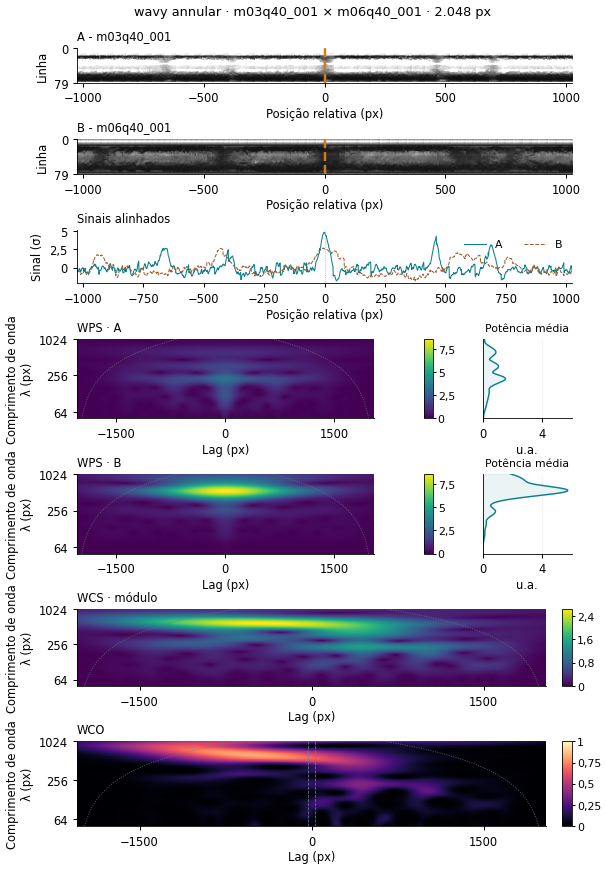 wavy annular · m03q40_001 × m06q40_001 · 2.048 px
A - m03q40_001
0
Linha
79
−1000
−500
0
500
1000
Posição relativa (px)
B - m06q40_001
0
Linha
79
−1000
−500
0
500
1000
Posição relativa (px)
Sinais alinhados
5
2,5
0
Sinal (σ)
A
B
−1000
−750
−500
−250
0
250
500
750
1000
Posição relativa (px)
WPS · A
Comprimento de onda
λ (px)
1024
256
64
−1500
0
1500
Lag (px)
7,5
5
2,5
0
Potência média
0
4
u.a.
WPS · B
Comprimento de onda
λ (px)
1024
256
64
−1500
0
1500
Lag (px)
7,5
5
2,5
0
Potência média
0
4
u.a.
WCS · módulo
Comprimento de onda
λ (px)
1024
256
64
−1500
0
1500
Lag (px)
2,4
1,6
0,8
0
WCO
Comprimento de onda
λ (px)
1024
256
64
−1500
0
1500
Lag (px)
1
0,75
0,5
0,25
0